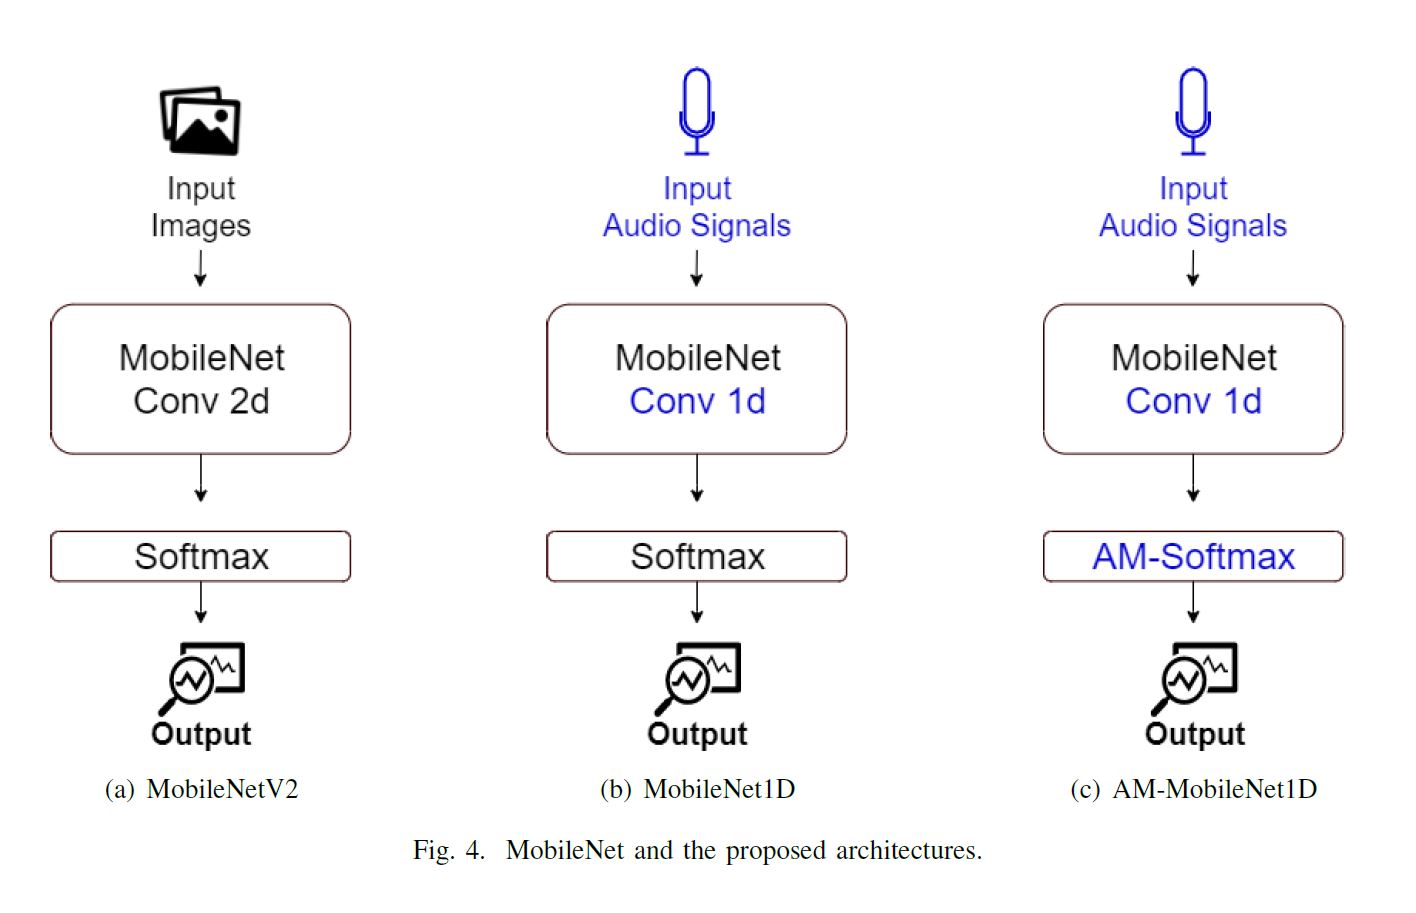 Input
Images
MobileNet
Conv 2d
Softmax
Output
(a) MobileNetV2
Input
Audio Signals
MobileNet
Conv 1d
Softmax
Output
(b) MobileNet1D
Input
Audio Signals
MobileNet
Conv 1d
AM-Softmax
Output
(c) AM-MobileNet1D
Fig. 4. MobileNet and the proposed architectures.